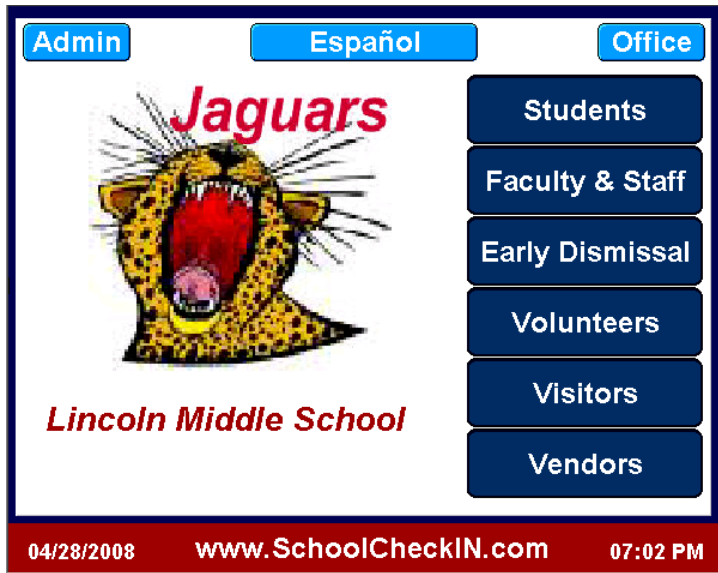 Admin
Español
Office
Jaguars
Lincoln Middle School
Students
Faculty & Staff
Early Dismissal
Volunteers
Visitors
Vendors
04/28/2008
www.SchoolCheckIN.com
07:02 PM